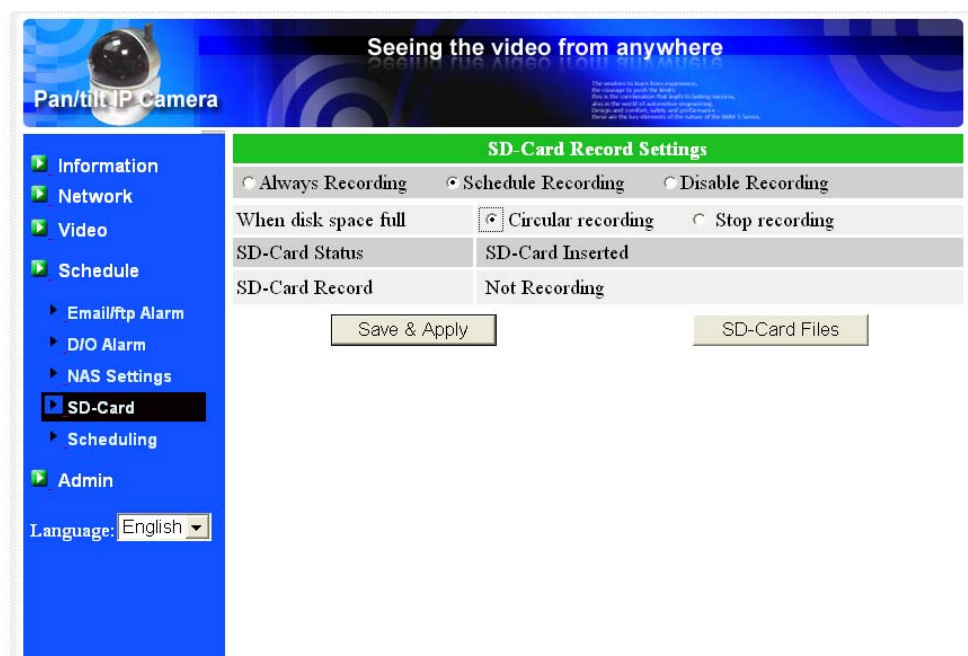 Seeing the video from anywhere
Pan/tilt IP Camera
Information
Network
Video
Schedule
Email/ftp Alarm
D/O Alarm
NAS Settings
SD-Card
Scheduling
Admin
Language: English
SD-Card Record Settings
Always Recording Schedule Recording Disable Recording
When disk space full Circular recording Stop recording
SD-Card Status SD-Card Inserted
SD-Card Record Not Recording
Save & Apply SD-Card Files